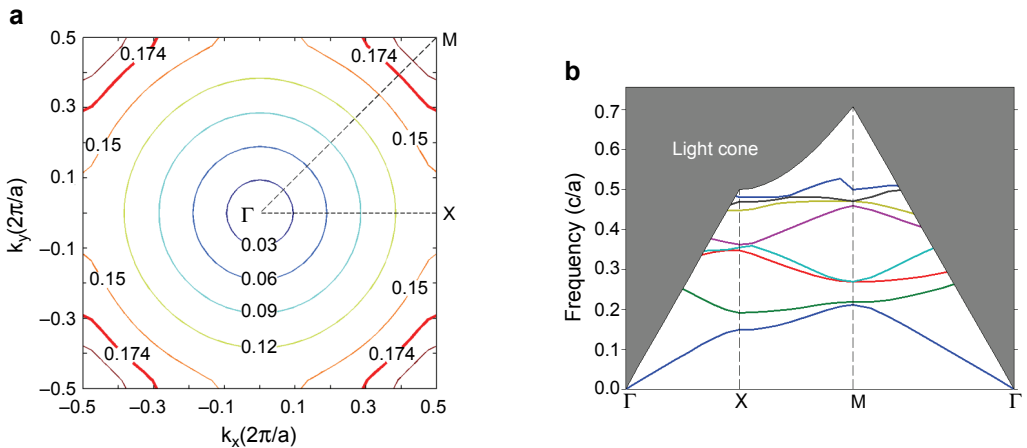 a
0.5
0.3
0.1
–0.1
–0.3
–0.5
–0.5
–0.3
–0.1
0.1
0.3
0.5
ky(2π/a)
kx(2π/a)
0.174
0.174
M
0.15
0.15
Γ
X
0.03
0.06
0.09
0.12
0.15
0.15
0.174
0.174
b
Frequency (c/a)
0.7
0.6
0.5
0.4
0.3
0.2
0.1
0.0
Light cone
Γ
X
M
Γ